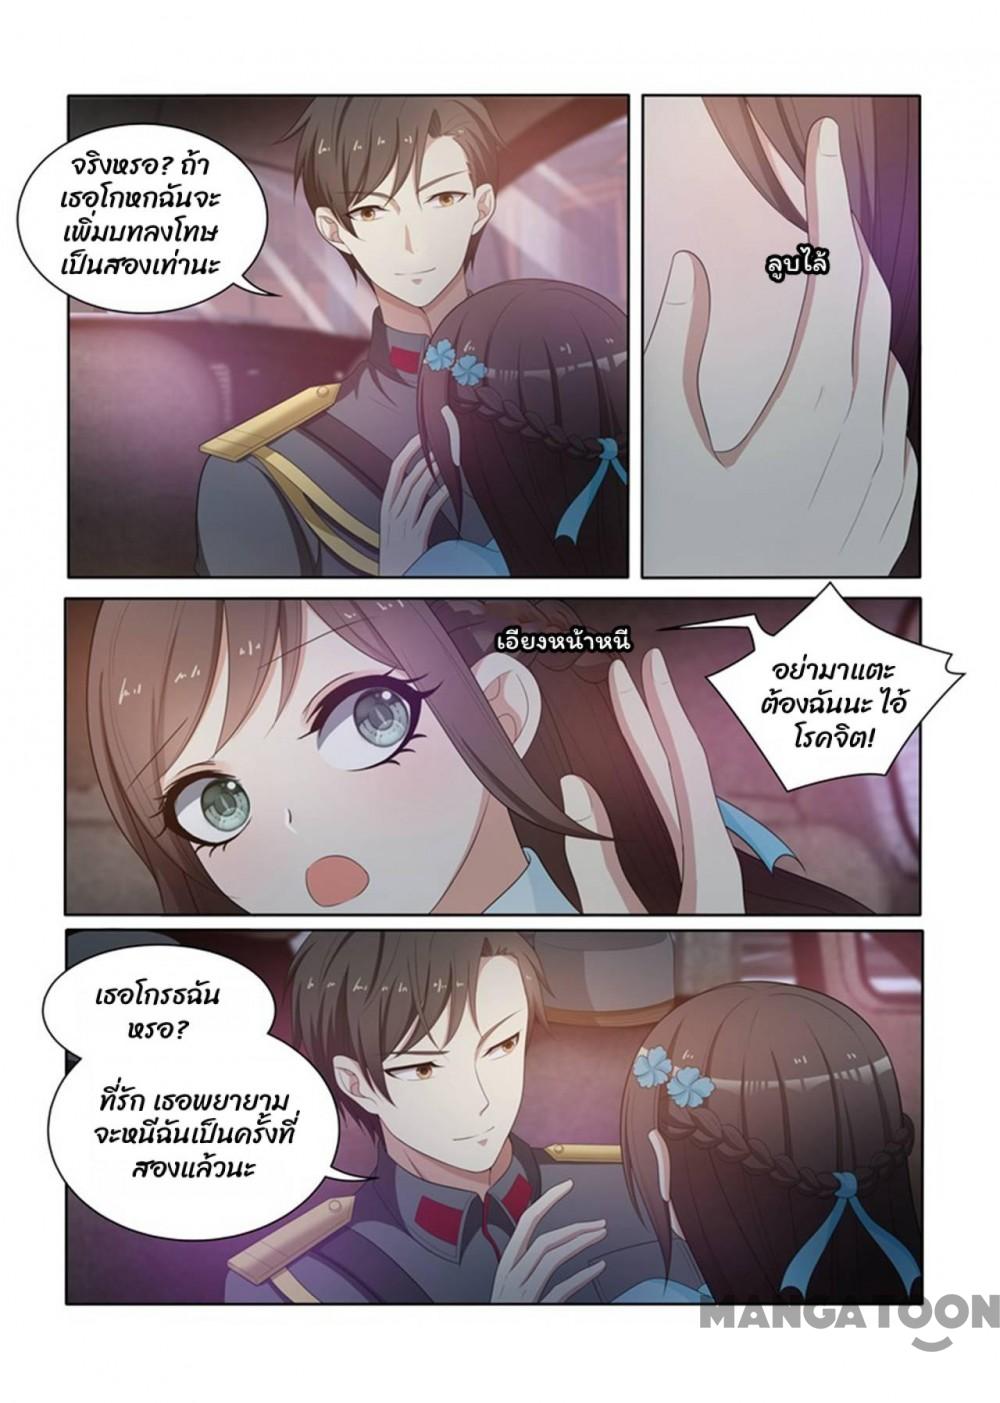 จริงหรอ? ถ้า
เธอโกหกฉันจะ
เพิ่มบทลงโทษ
เป็นสองเท่านะ
ลูบไล้
เอียงหน้าหนี
อย่ามาแตะ
ต้องฉันนะ ไอ้
โรคจิต!
เธอโกรธฉัน
หรอ?
ที่รัก เธอพยายาม
จะหนีฉันเป็นครั้งที่
สองแล้วนะ
MANGATOON